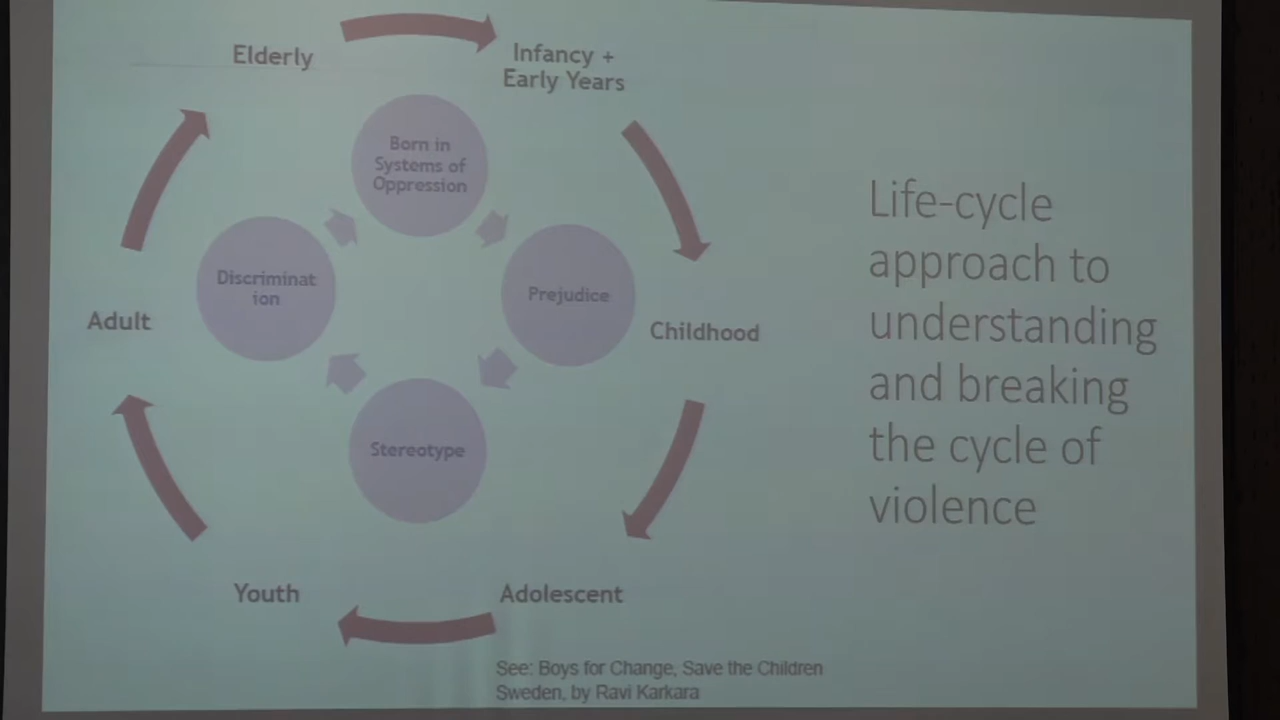 Elderly
Infancy +
Early Years
Born in
Systems of
Oppression
Discriminat
ion
Prejudice
Adult
Childhood
Stereotype
Youth
Adolescent
See: Boys for Change, Save the Children
Sweden, by Ravi Karkara
Life-cycle
approach to
understanding
and breaking
the cycle of
violence